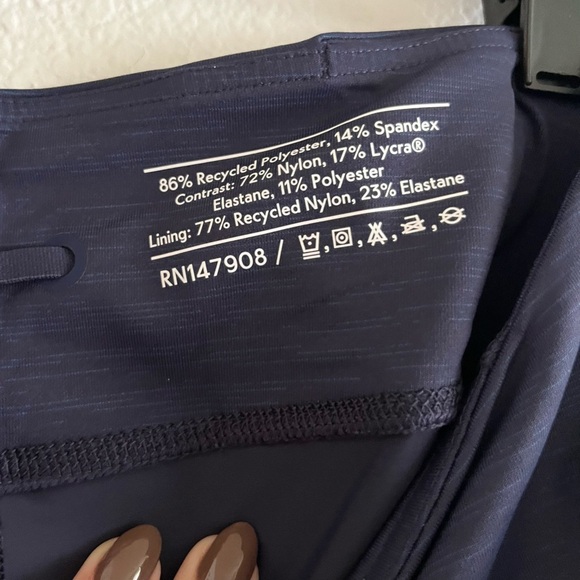 86% Recycled Polyester, 14% Spandex
Contrast: 72% Nylon, 17% Lycra®
Elastane, 11% Polyester
Lining: 77% Recycled Nylon, 23% Elastane
RN147908 /